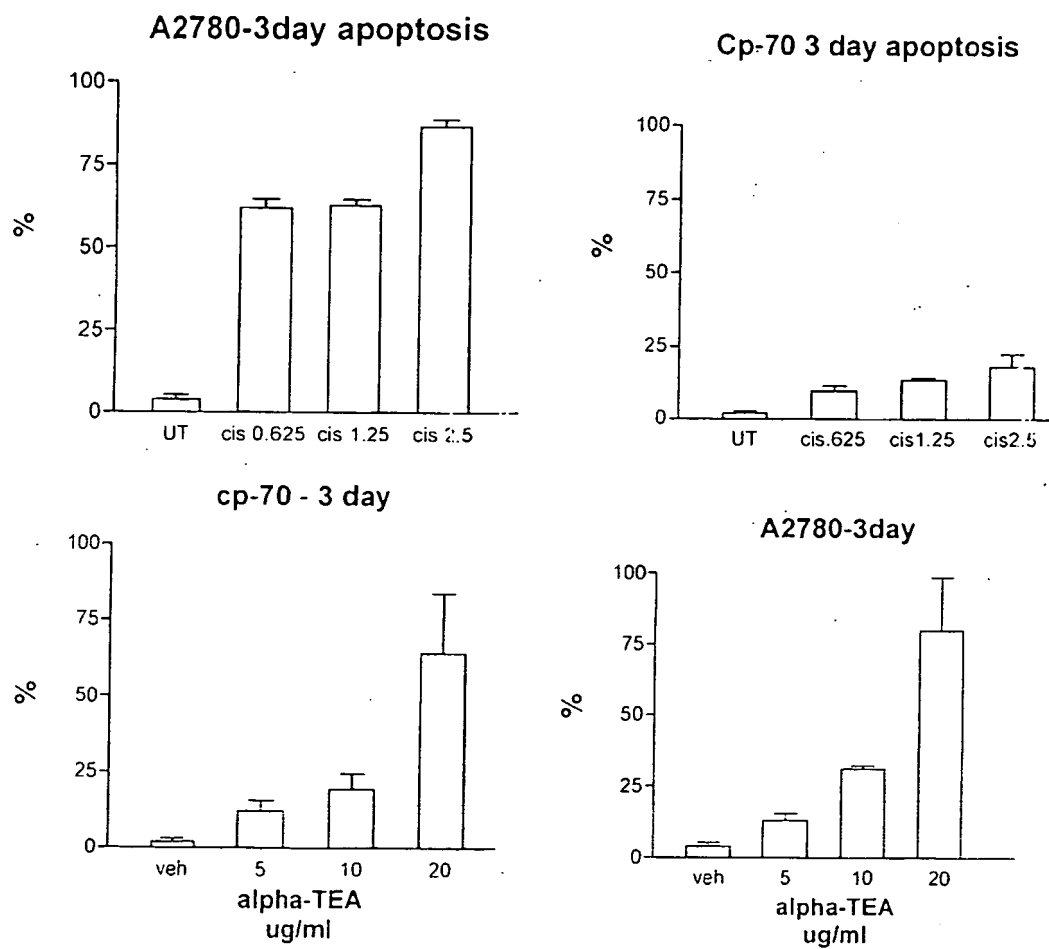 A2780-3day apoptosis
%
100
75
50
25
0
UT cis 0.625 cis 1.25 cis 2.5
Cp-70 3 day apoptosis
%
100
75
50
25
0
UT cis.625 cis1.25 cis2.5
cp-70 - 3 day
%
100
75
50
25
0
veh 5 10 20
alpha-TEA
ug/ml
A2780-3day
%
100
75
50
25
0
veh 5 10 20
alpha-TEA
ug/ml